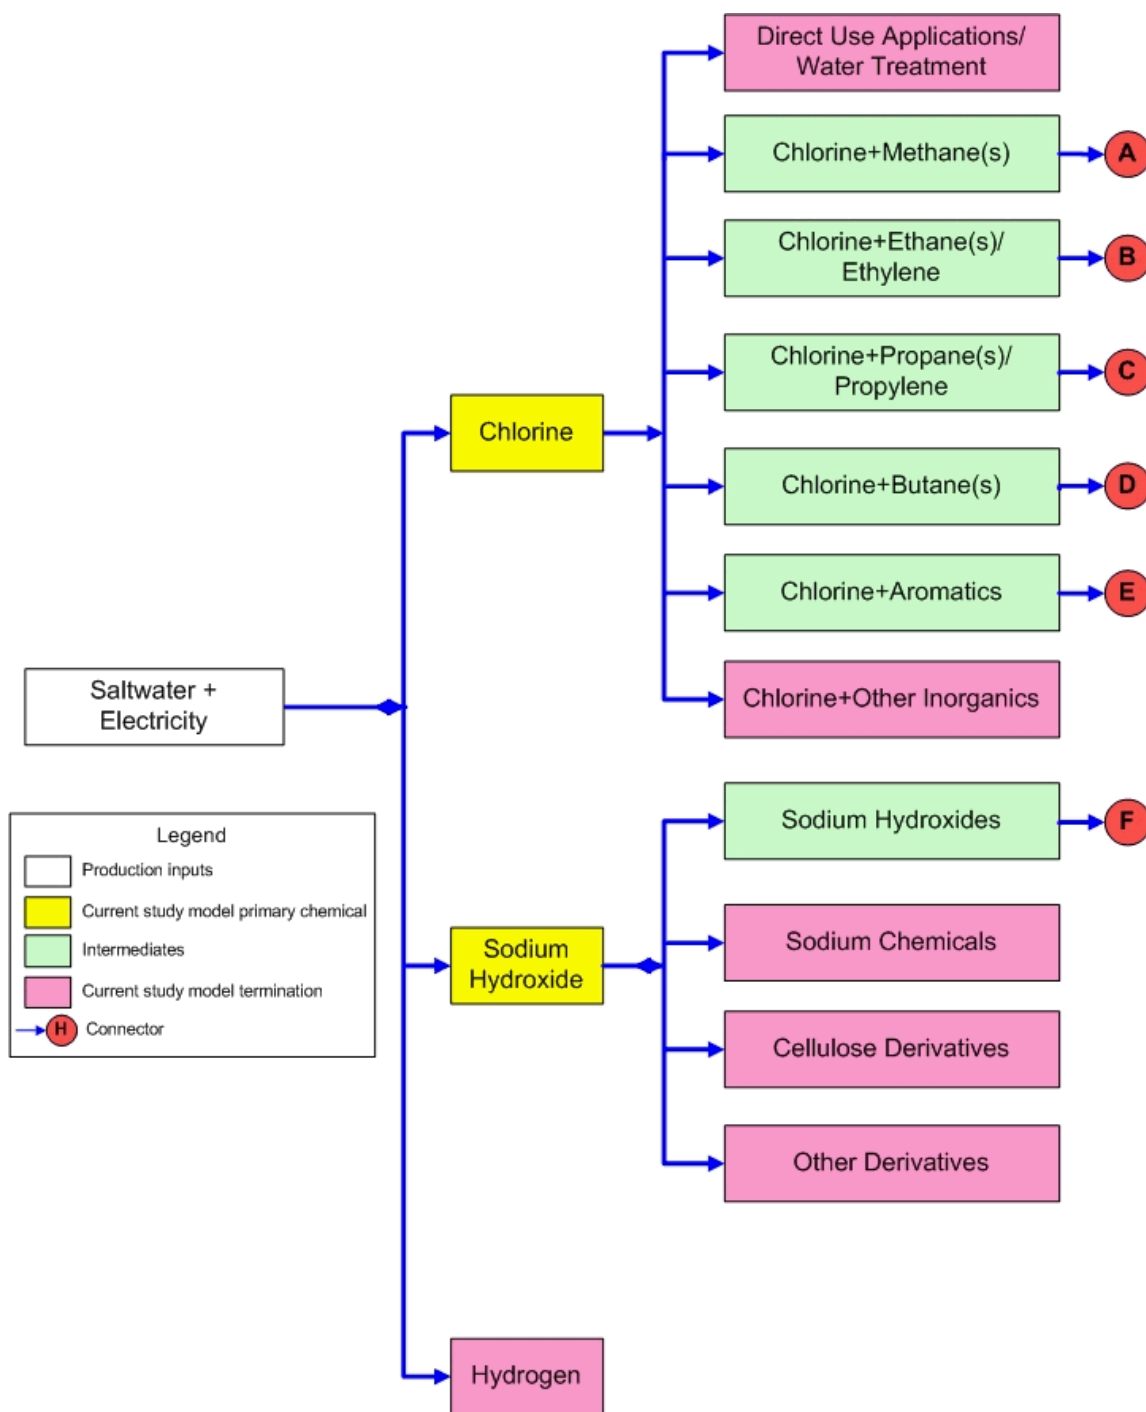 Direct Use Applications/
Water Treatment
Chlorine+Methane(s)
A
Chlorine+Ethane(s)/
Ethylene
B
Chlorine+Propane(s)/
Propylene
C
Chlorine
Chlorine+Butane(s)
D
Chlorine+Aromatics
E
Saltwater +
Electricity
Chlorine+Other Inorganics
Legend
Production inputs
Current study model primary chemical
Intermediates
Current study model termination
H Connector
Sodium Hydroxides
F
Sodium
Hydroxide
Sodium Chemicals
Cellulose Derivatives
Other Derivatives
Hydrogen